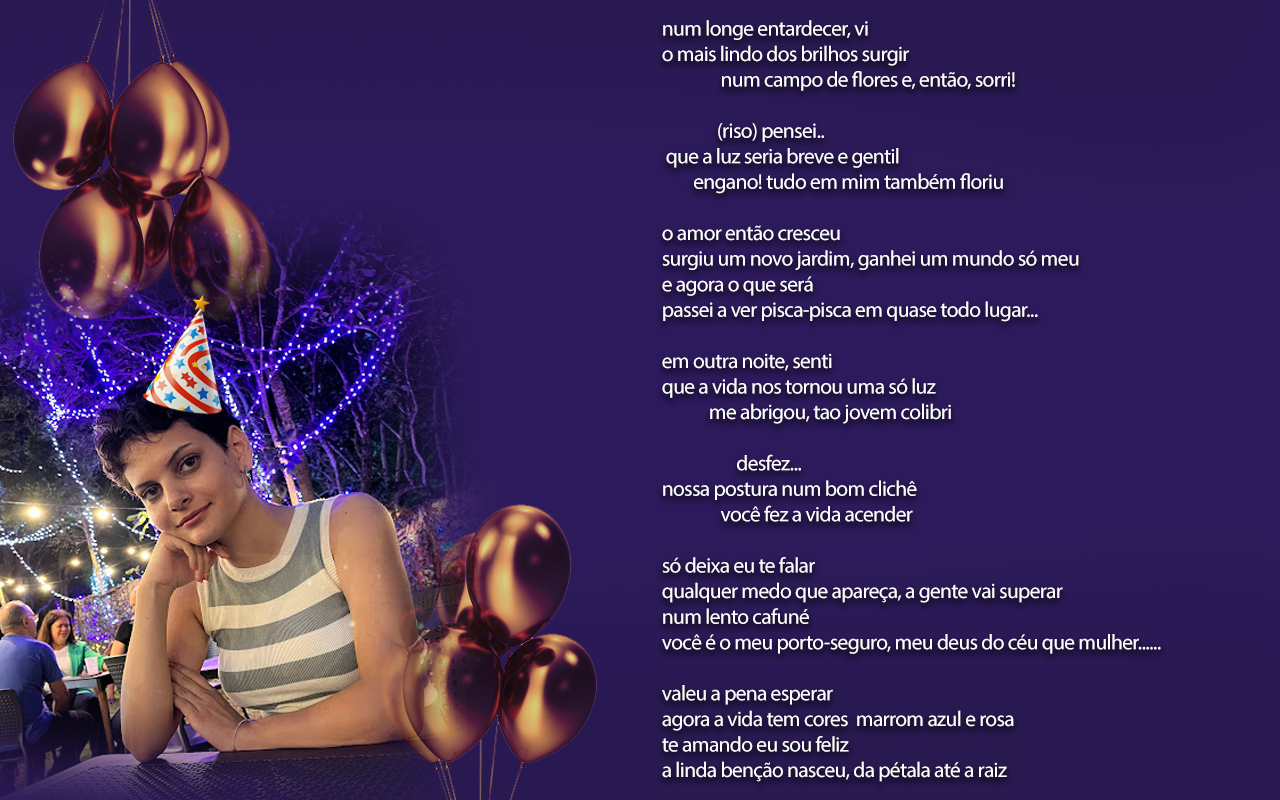 num longe entardecer, vi
o mais lindo dos brilhos surgir
num campo de flores e, então, sorri!
(riso) pensei..
que a luz seria breve e gentil
engano! tudo em mim também floriu
o amor então cresceu
surgiu um novo jardim, ganhei um mundo só meu
e agora o que será
passei a ver pisca-pisca em quase todo lugar...
em outra noite, senti
que a vida nos tornou uma só luz
me abrigou, tao jovem colibri
desfez...
nossa postura num bom clichê
você fez a vida acender
só deixa eu te falar
qualquer medo que apareça, a gente vai superar
num lento cafuné
você é o meu porto-seguro, meu deus do céu que mulher......
valeu a pena esperar
agora a vida tem cores  marrom azul e rosa
te amando eu sou feliz
a linda benção nasceu, da pétala até a raiz